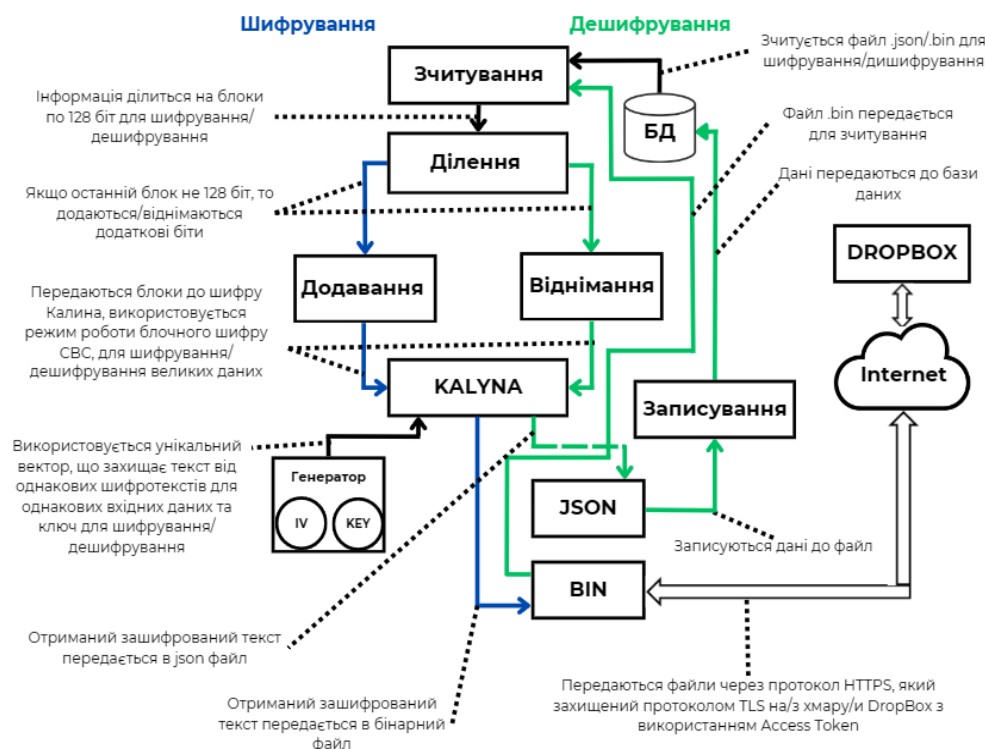 Шифрування
Дешифрування
Зчитування
Зчитується файл .json/.bin для
шифрування/дишифрування
Інформація ділиться на блоки
по 128 біт для шифрування/
дешифрування
БД
Файл .bin передається
для зчитування
Ділення
Дані передаються до бази
даних
Якщо останній блок не 128 біт, то
додаються/віднімаються
додаткові біти
DROPBOX
Додавання
Віднімання
Передаються блоки до шифру
Калина, використовується
режим роботи блочного шифру
CBC, для шифрування/
дешифрування великих даних
Internet
KALYNA
Записування
Використовується унікальний
вектор, що захищає текст від
однакових шифротекстів для
однакових вхідних даних та
ключ для шифрування/
дешифрування
Генератор
IV
KEY
JSON
Записуються дані до файл
BIN
Отриманий зашифрований текст
передається в json файл
Отриманий зашифрований
текст передається в бінарний
файл
Передаються файли через протокол HTTPS, який
захищений протоколом TLS на/з хмару/и DropBox з
використанням Access Token